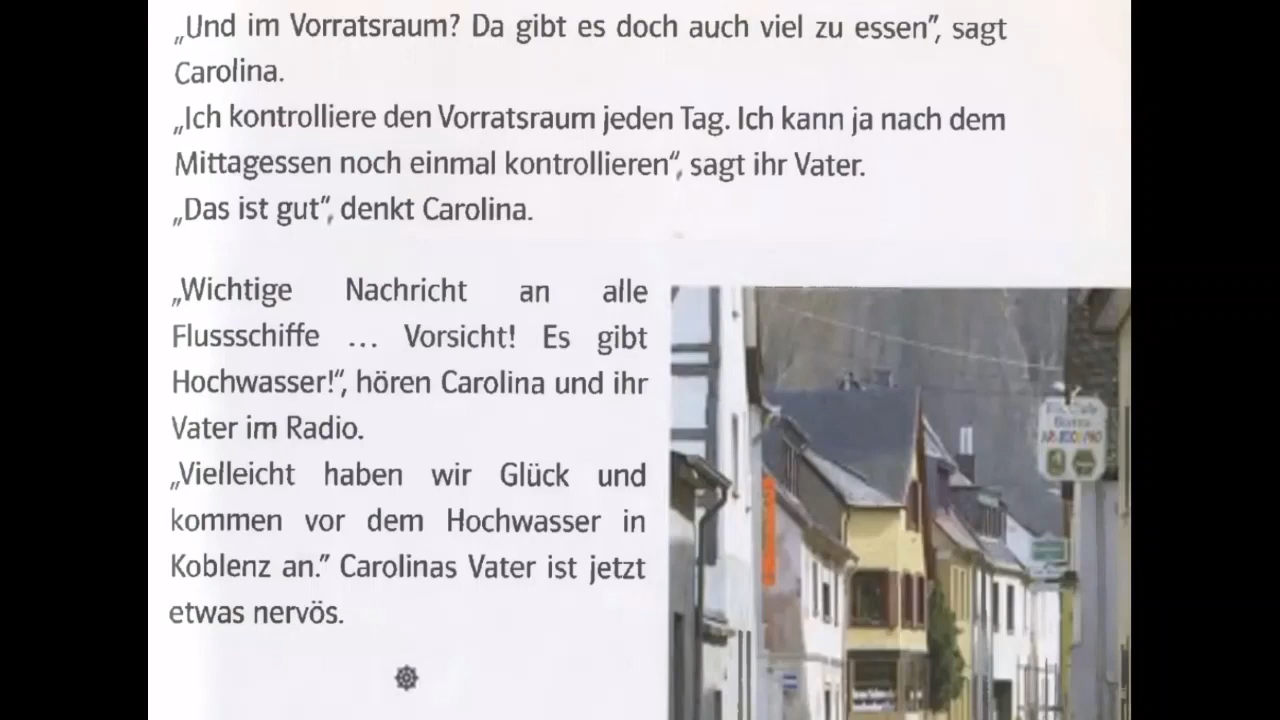 „Und im Vorratsraum? Da gibt es doch auch viel zu essen”, sagt
Carolina.
„Ich kontrolliere den Vorratsraum jeden Tag. Ich kann ja nach dem
Mittagessen noch einmal kontrollieren“, sagt ihr Vater.
„Das ist gut”, denkt Carolina.
„Wichtige Nachricht an alle
Flussschiffe ... Vorsicht! Es gibt
Hochwasser!“, hören Carolina und ihr
Vater im Radio.
„Vielleicht haben wir Glück und
kommen vor dem Hochwasser in
Koblenz an.” Carolinas Vater ist jetzt
etwas nervös.